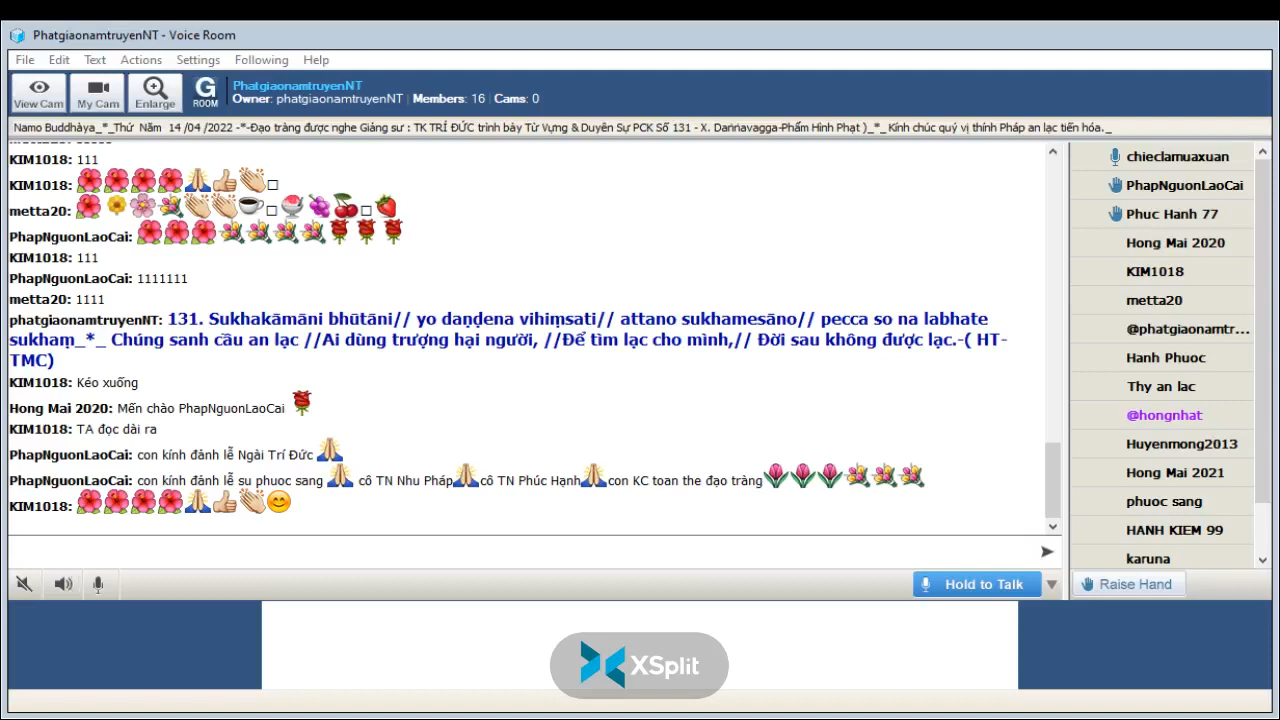 PhatgiaonamtruyenNT - Voice Room
File Edit Text Actions Settings Following Help
View Cam
My Cam
Enlarge
G ROOM
PhatgiaonamtruyenNT
Owner: phatgiaonamtruyenNT | Members: 16 | Cams: 0
Namo Buddhàya_*_Thứ Năm 14 /04 /2022 -*-Đạo tràng được nghe Giảng sư : TK TRÍ ĐỨC trình bày Từ Vựng & Duyên Sự PCK Số 131 - X. Daṇṇavagga-Phẩm Hình Phạt )_*_ Kính chúc quý vị thính Pháp an lạc tiến hóa._
KIM1018: 111
KIM1018:
metta20:
PhapNguonLaoCai:
KIM1018: 111
PhapNguonLaoCai: 1111111
metta20: 1111
phatgiaonamtruyenNT: 131. Sukhakāmāni bhūtāni// yo daṇḍena vihiṃsati// attano sukhamesāno// pecca so na labhate
sukhaṃ_*_ Chúng sanh cầu an lạc //Ai dùng trượng hại người, //Để tìm lạc cho mình,// Đời sau không được lạc.-( HT-
TMC)
KIM1018: Kéo xuống
Hong Mai 2020: Mến chào PhapNguonLaoCai
KIM1018: TA đọc dài ra
PhapNguonLaoCai: con kính đảnh lễ Ngài Trí Đức
PhapNguonLaoCai: con kính đảnh lễ su phuoc sang cô TN Nhu Pháp cô TN Phúc Hạnh con KC toan the đạo tràng
KIM1018:
chieclamuaxuan
PhapNguonLaoCai
Phuc Hanh 77
Hong Mai 2020
KIM1018
metta20
@phatgiaonamtr...
Hanh Phuoc
Thy an lac
@hongnhat
Huyenmong2013
Hong Mai 2021
phuoc sang
HANH KIEM 99
karuna
Hold to Talk
Raise Hand
XSplit